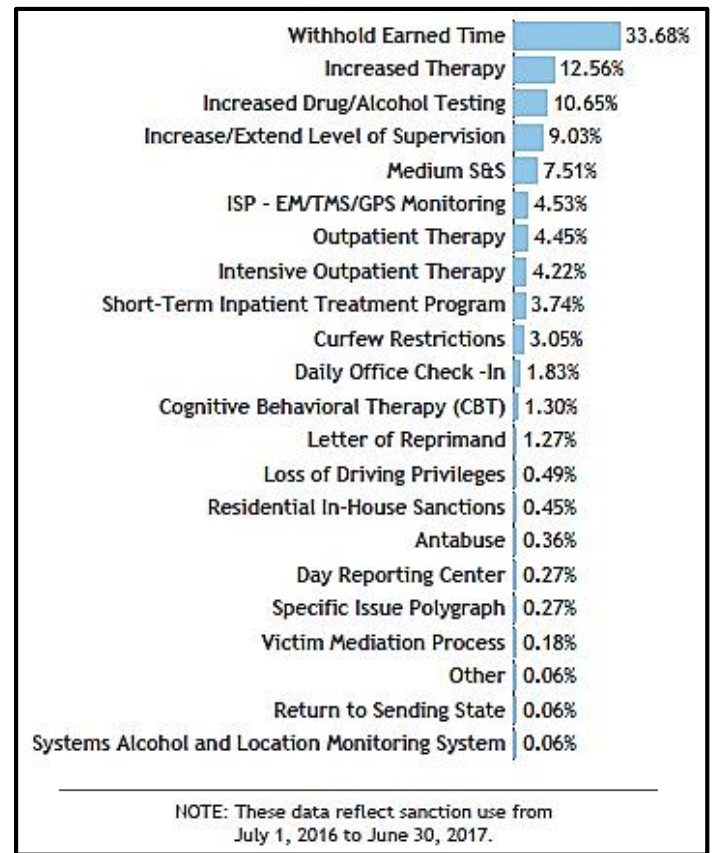 Withhold Earned Time 33.68%
Increased Therapy 12.56%
Increased Drug/Alcohol Testing 10.65%
Increase/Extend Level of Supervision 9.03%
Medium S&S 7.51%
ISP - EM/TMS/GPS Monitoring 4.53%
Outpatient Therapy 4.45%
Intensive Outpatient Therapy 4.22%
Short-Term Inpatient Treatment Program 3.74%
Curfew Restrictions 3.05%
Daily Office Check -In 1.83%
Cognitive Behavioral Therapy (CBT) 1.30%
Letter of Reprimand 1.27%
Loss of Driving Privileges 0.49%
Residential In-House Sanctions 0.45%
Antabuse 0.36%
Day Reporting Center 0.27%
Specific Issue Polygraph 0.27%
Victim Mediation Process 0.18%
Other 0.06%
Return to Sending State 0.06%
Systems Alcohol and Location Monitoring System 0.06%
NOTE: These data reflect sanction use from
July 1, 2016 to June 30, 2017.